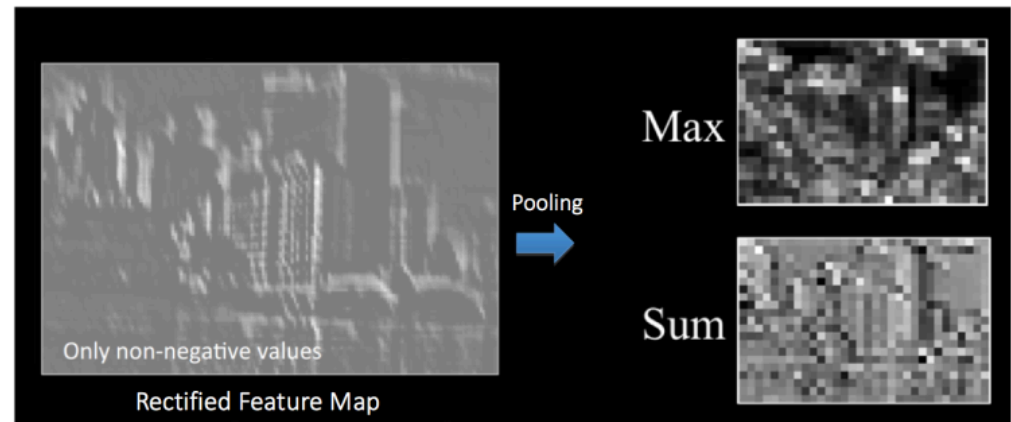 Only non-negative values
Rectified Feature Map
Pooling
Max
Sum